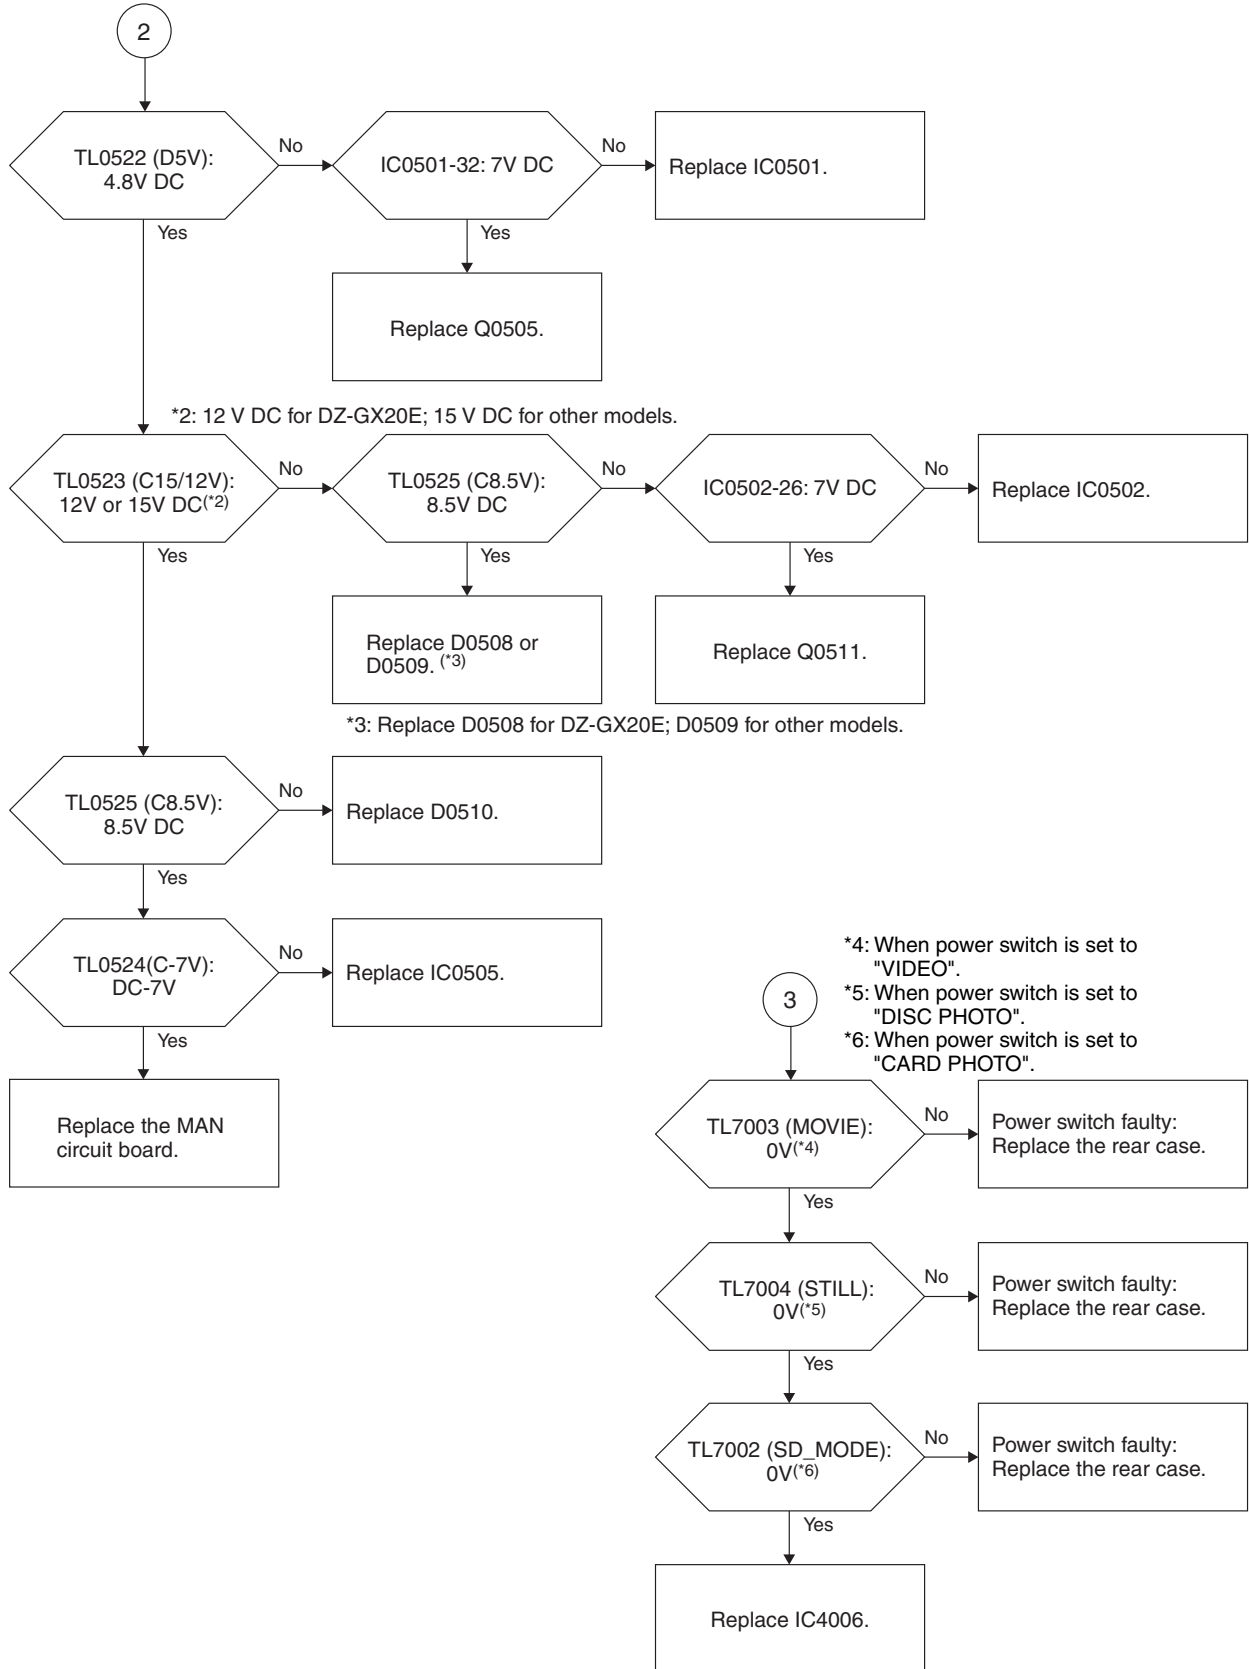 2
TL0522 (D5V):
4.8V DC
No
IC0501-32: 7V DC
No
Replace IC0501.
Yes
Yes
Replace Q0505.
*2: 12 V DC for DZ-GX20E; 15 V DC for other models.
TL0523 (C15/12V):
12V or 15V DC(*2)
No
TL0525 (C8.5V):
8.5V DC
No
IC0502-26: 7V DC
No
Replace IC0502.
Yes
Yes
Yes
Replace D0508 or
D0509. (*3)
Replace Q0511.
*3: Replace D0508 for DZ-GX20E; D0509 for other models.
TL0525 (C8.5V):
8.5V DC
No
Replace D0510.
Yes
TL0524(C-7V):
DC-7V
No
Replace IC0505.
Yes
Replace the MAN
circuit board.
3
*4: When power switch is set to
"VIDEO".
*5: When power switch is set to
"DISC PHOTO".
*6: When power switch is set to
"CARD PHOTO".
TL7003 (MOVIE):
0V(*4)
No
Power switch faulty:
Replace the rear case.
Yes
TL7004 (STILL):
0V(*5)
No
Power switch faulty:
Replace the rear case.
Yes
TL7002 (SD_MODE):
0V(*6)
No
Power switch faulty:
Replace the rear case.
Yes
Replace IC4006.